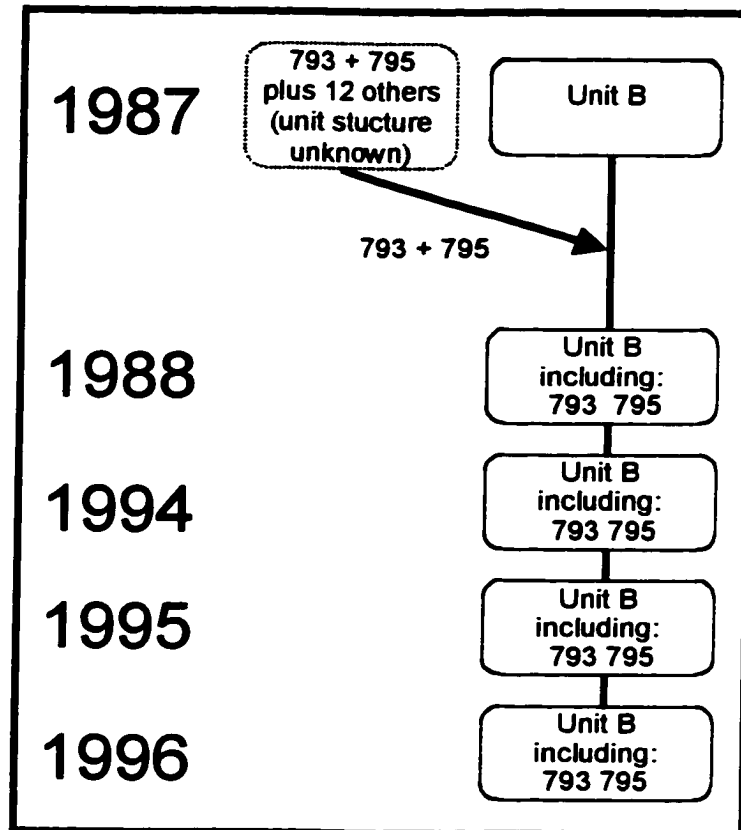 1987
793 + 795
plus 12 others
(unit stucture
unknown)
Unit B
793 + 795
1988
Unit B
including:
793 795
1994
Unit B
including:
793 795
1995
Unit B
including:
793 795
1996
Unit B
including:
793 795